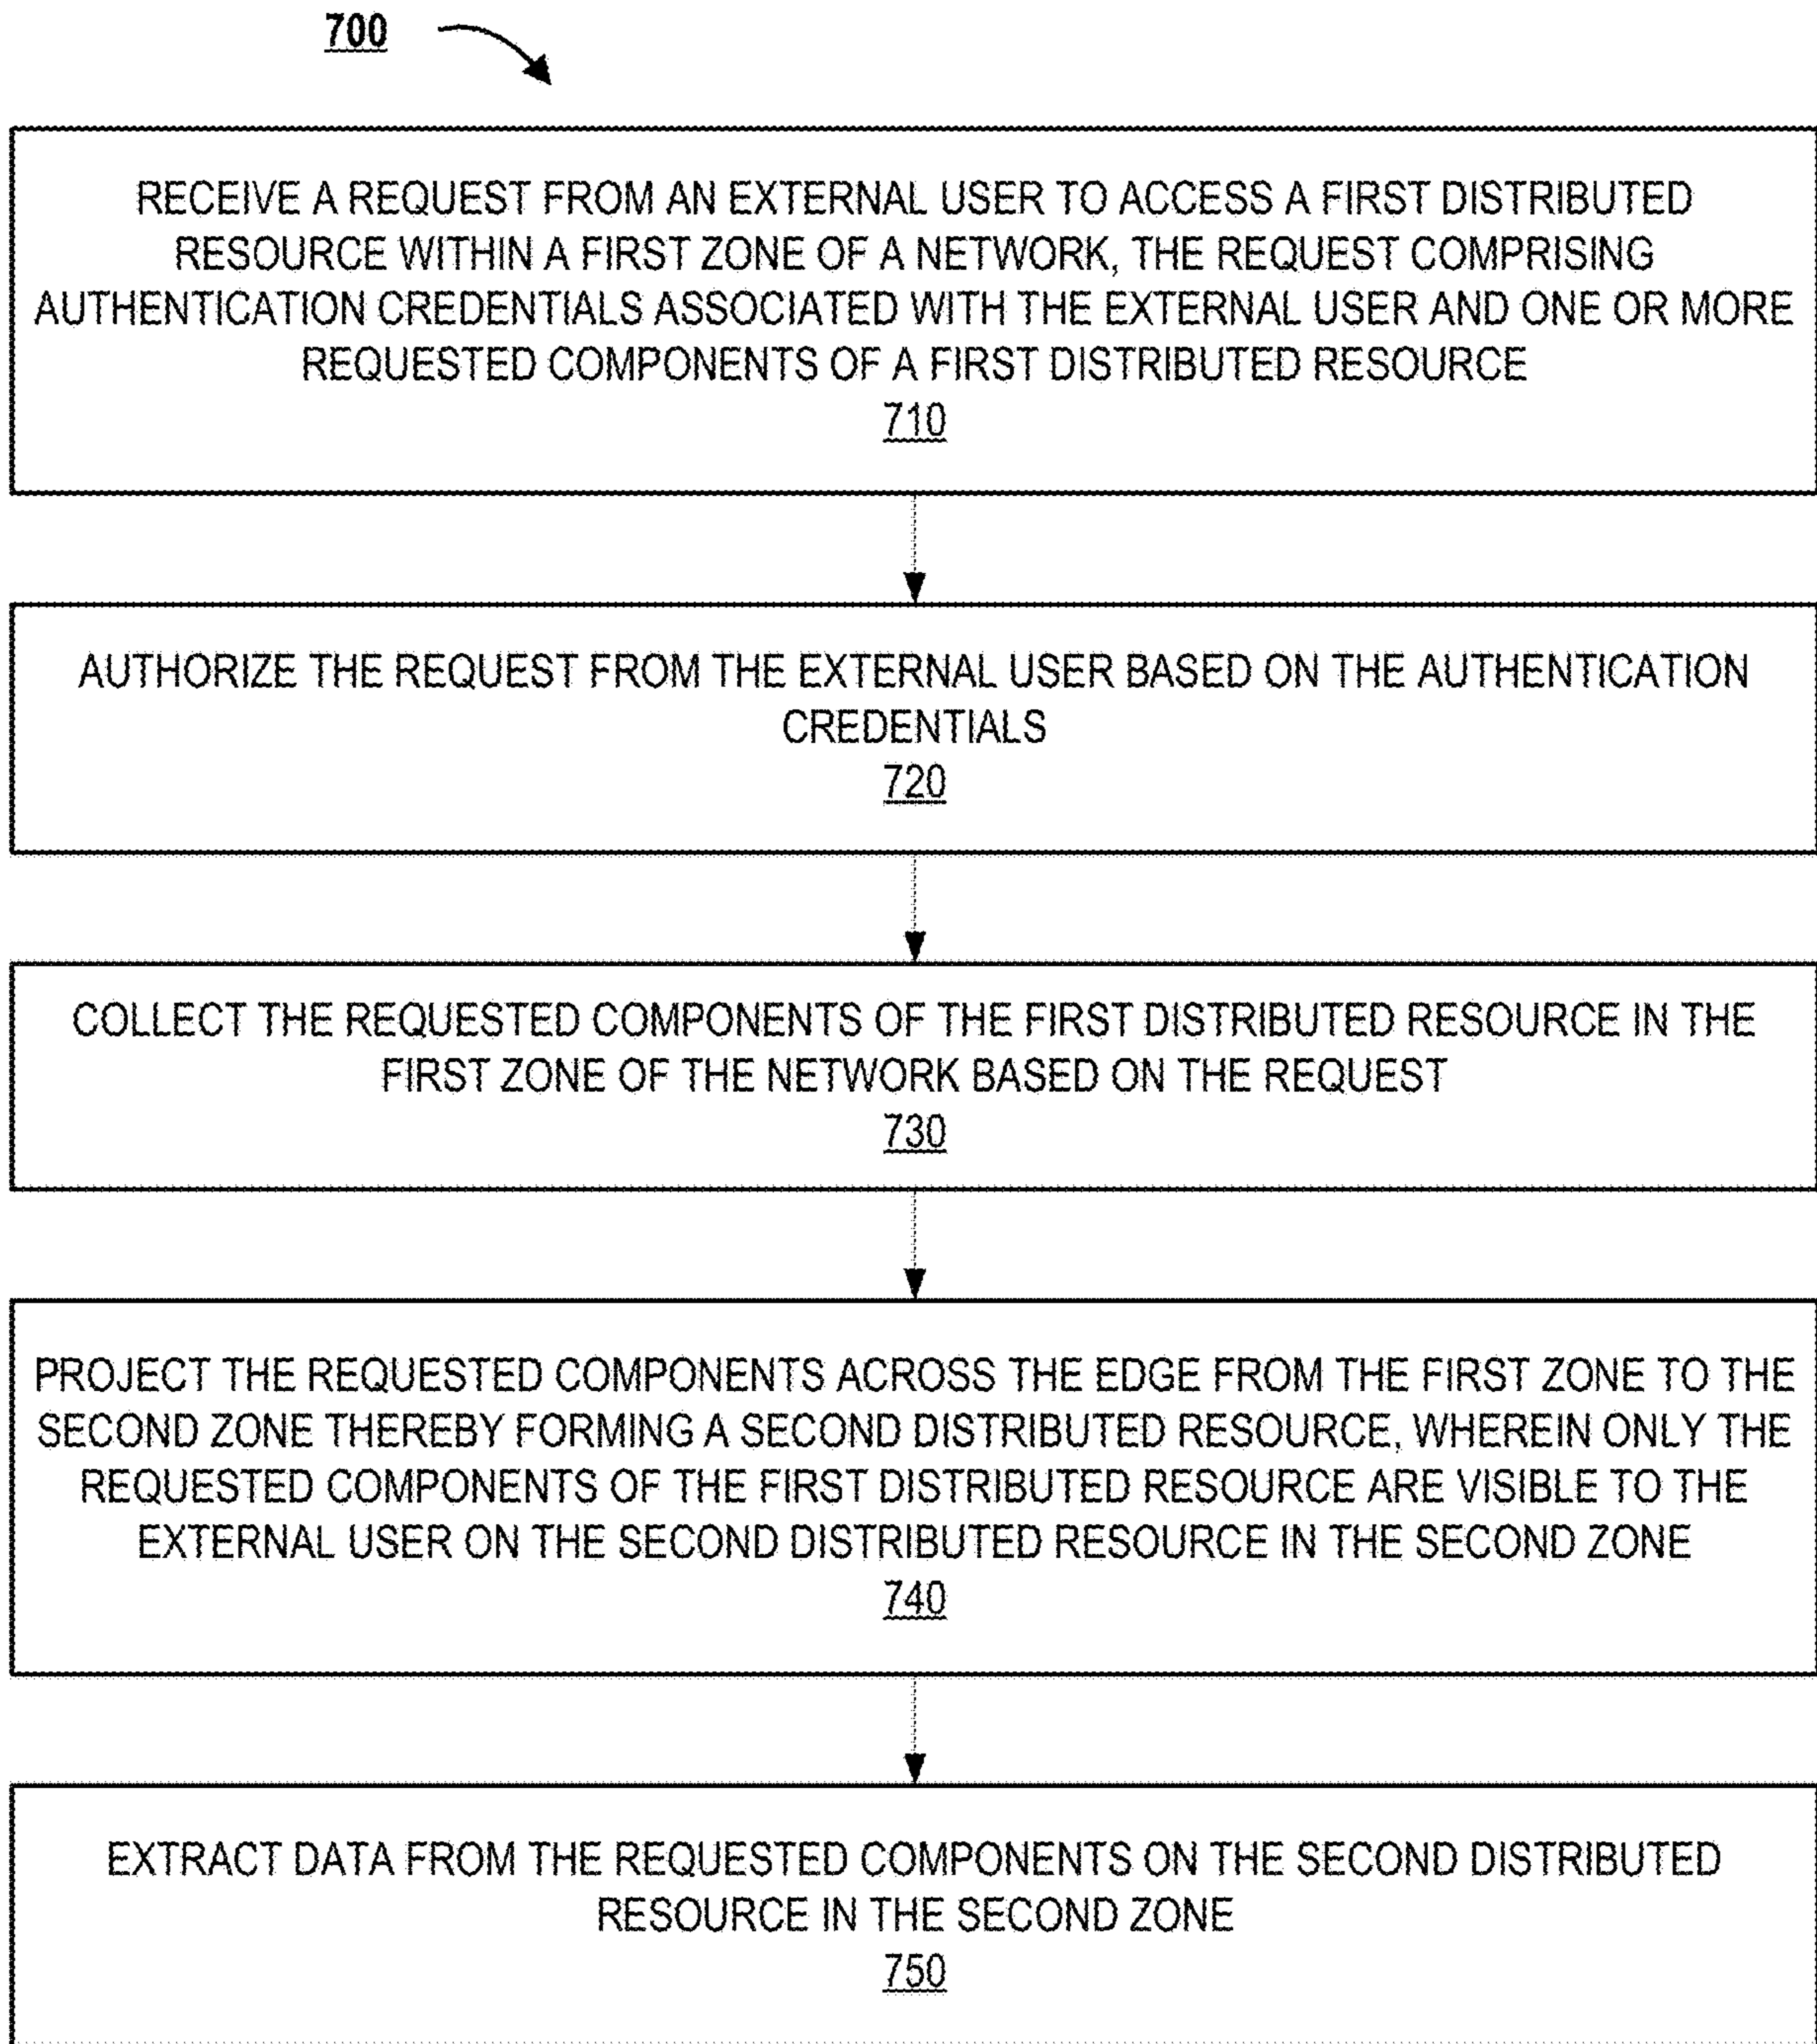 700
RECEIVE A REQUEST FROM AN EXTERNAL USER TO ACCESS A FIRST DISTRIBUTED
RESOURCE WITHIN A FIRST ZONE OF A NETWORK, THE REQUEST COMPRISING
AUTHENTICATION CREDENTIALS ASSOCIATED WITH THE EXTERNAL USER AND ONE OR MORE
REQUESTED COMPONENTS OF A FIRST DISTRIBUTED RESOURCE
710
AUTHORIZE THE REQUEST FROM THE EXTERNAL USER BASED ON THE AUTHENTICATION
CREDENTIALS
720
COLLECT THE REQUESTED COMPONENTS OF THE FIRST DISTRIBUTED RESOURCE IN THE
FIRST ZONE OF THE NETWORK BASED ON THE REQUEST
730
PROJECT THE REQUESTED COMPONENTS ACROSS THE EDGE FROM THE FIRST ZONE TO THE
SECOND ZONE THEREBY FORMING A SECOND DISTRIBUTED RESOURCE, WHEREIN ONLY THE
REQUESTED COMPONENTS OF THE FIRST DISTRIBUTED RESOURCE ARE VISIBLE TO THE
EXTERNAL USER ON THE SECOND DISTRIBUTED RESOURCE IN THE SECOND ZONE
740
EXTRACT DATA FROM THE REQUESTED COMPONENTS ON THE SECOND DISTRIBUTED
RESOURCE IN THE SECOND ZONE
750